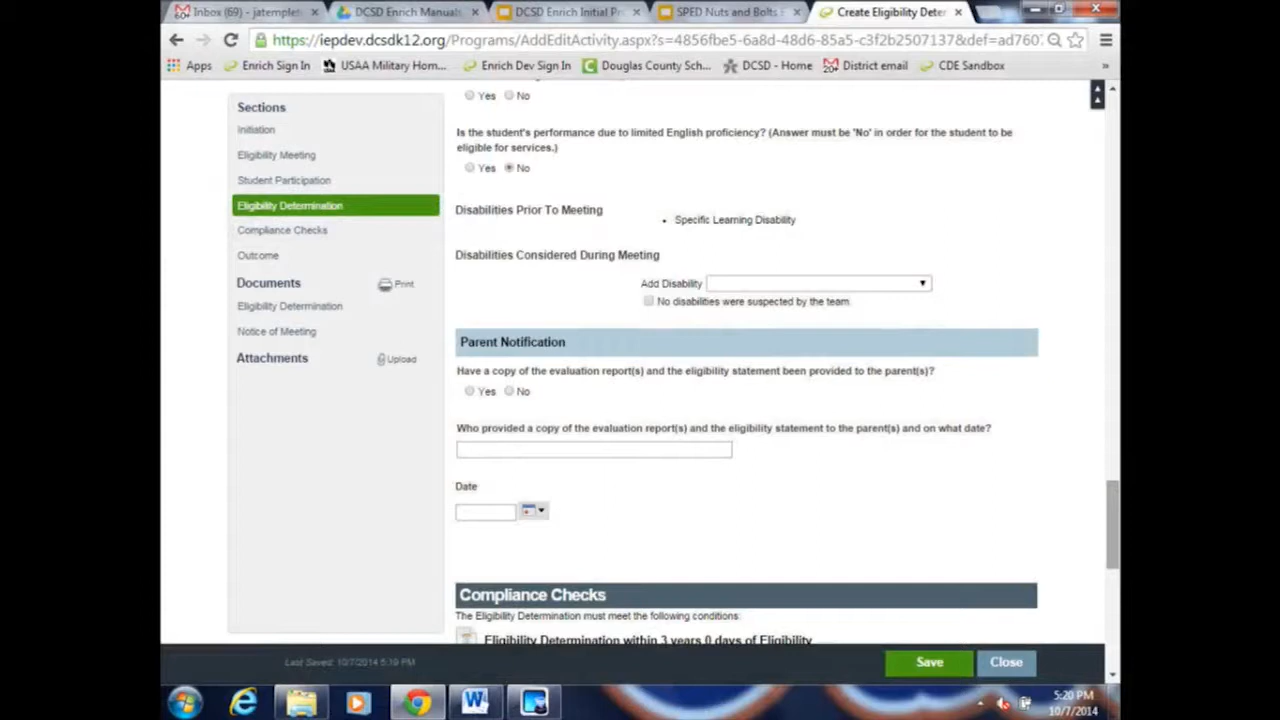 Inbox (69) - jatemplet
DCSD Enrich Manuals
DCSD Enrich Initial Pr
SPED Nuts and Bolts
Create Eligibility Deter
https://iepdev.dcsdk12.org/Programs/AddEditActivity.aspx?s=4856fbe5-6a8d-48d6-85a5-c3f2b2507137&def=ad7607
Apps
Enrich Sign In
USAA Military Hom...
Enrich Dev Sign In
Douglas County Sc...
DCSD - Home
District email
CDE Sandbox
»
Sections
Initiation
Eligibility Meeting
Student Participation
Eligibility Determination
Compliance Checks
Outcome
Documents
Print
Eligibility Determination
Notice of Meeting
Attachments
Upload
Yes No
Is the student's performance due to limited English proficiency? (Answer must be 'No' in order for the student to be
eligible for services.)
Yes No
Disabilities Prior To Meeting
• Specific Learning Disability
Disabilities Considered During Meeting
Add Disability
No disabilities were suspected by the team
Parent Notification
Have a copy of the evaluation report(s) and the eligibility statement been provided to the parent(s)?
Yes No
Who provided a copy of the evaluation report(s) and the eligibility statement to the parent(s) and on what date?
Date
Compliance Checks
The Eligibility Determination must meet the following conditions:
Eligibility Determination within 3 years 0 days of Eligibility
Last Saved: 10/7/2014 5:19 PM
Save
Close
5:20 PM
10/7/2014